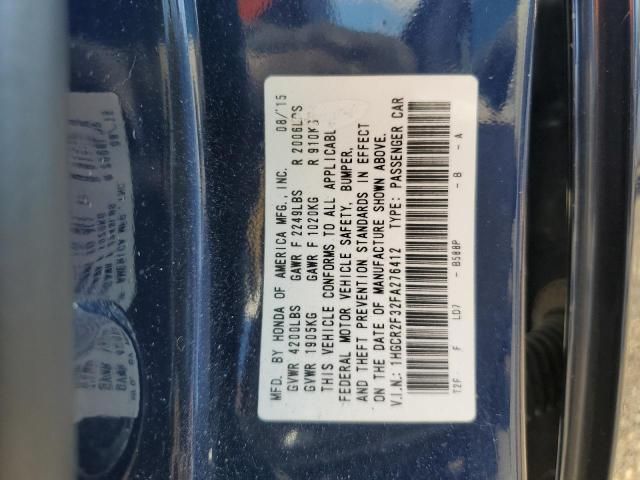 MFD. BY HONDA OF AMERICA MFG., INC. 08/15
GVWR 4200LBS GAWR F 2249LBS R 2006LBS
GVWR 1905KG GAWR F 1020KG R 910KG
THIS VEHICLE CONFORMS TO ALL APPLICABL
FEDERAL MOTOR VEHICLE SAFETY, BUMPER,
AND THEFT PREVENTION STANDARDS IN EFFECT
ON THE DATE OF MANUFACTURE SHOWN ABOVE.
V.I.N.: 1HGCR2F32FA276412 TYPE: PASSENGER CAR
T2F- F LD7 - B588P - B - A